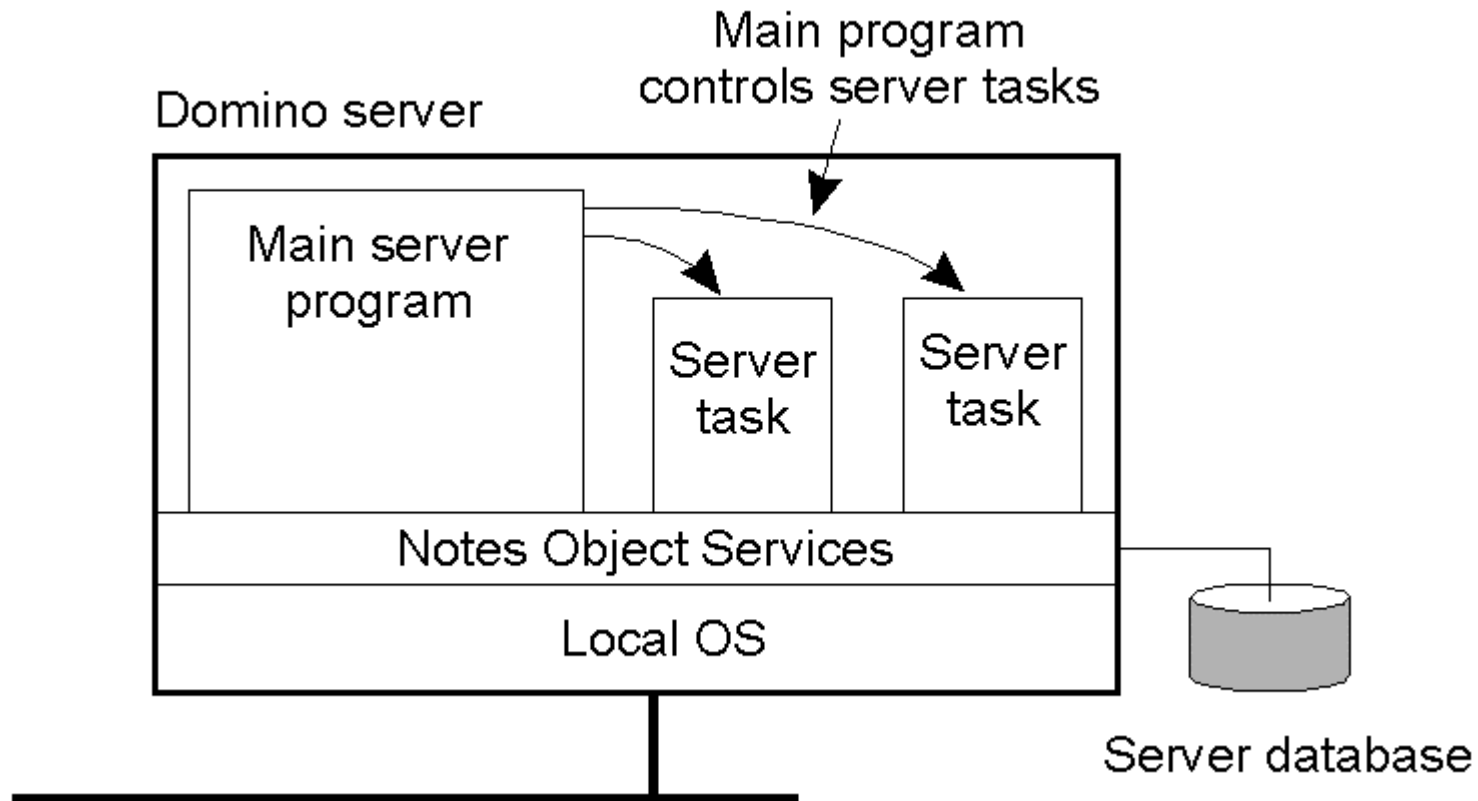 Main program
controls server tasks
Domino server
Main server
program
Server
task
Server
task
Notes Object Services
Local OS
Server database